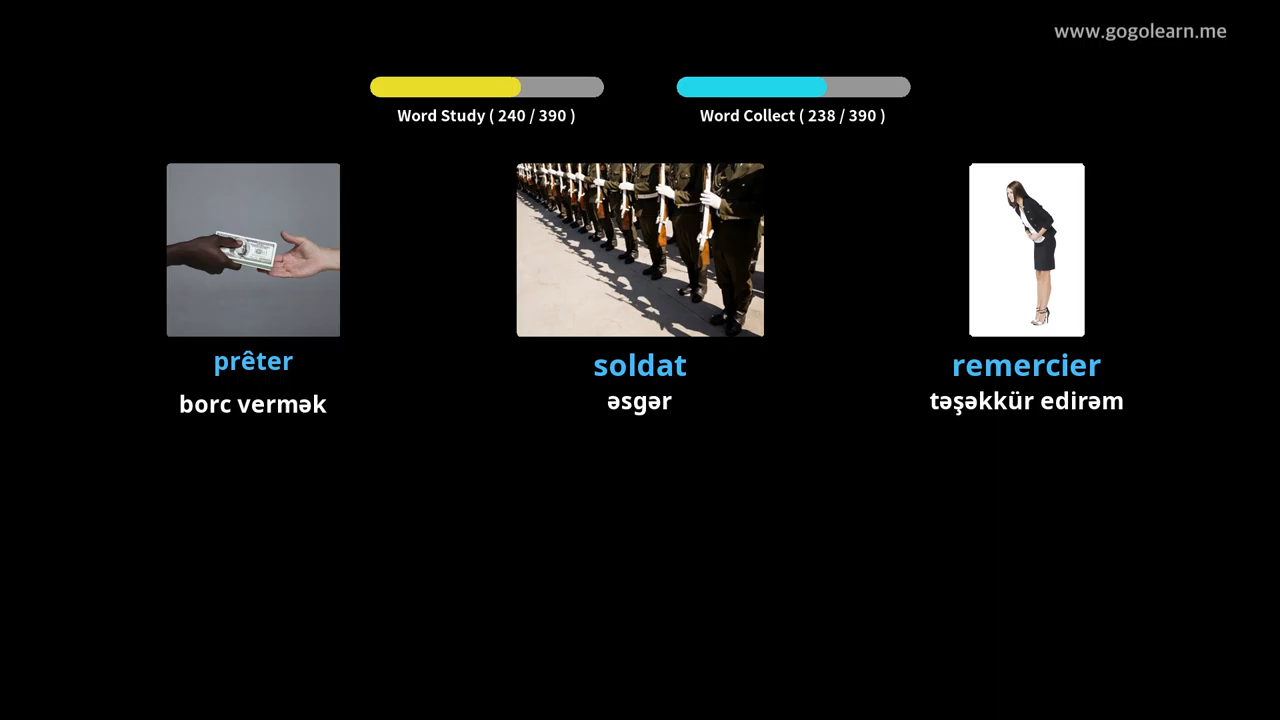 www.gogolearn.me
Word Study ( 240 / 390 )
Word Collect ( 238 / 390 )
prêter
borc vermək
soldat
əsgər
remercier
təşəkkür edirəm